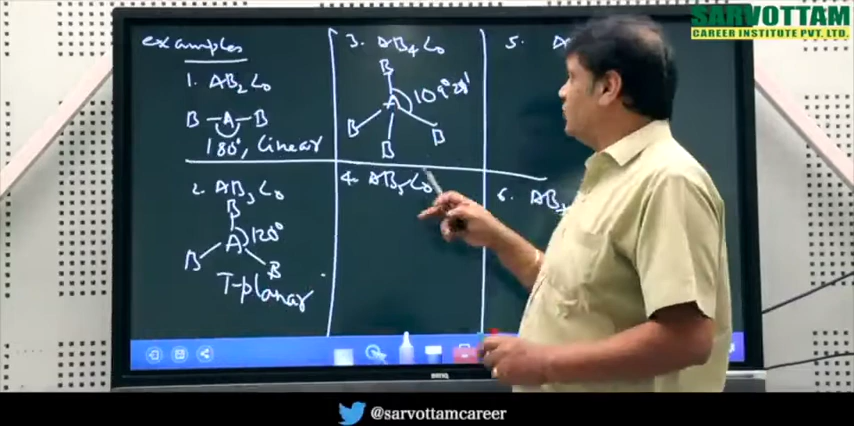 SARVOTTAM
CAREER INSTITUTE PVT. LTD.
examples
1. AB2L0
B - A - B
180°, Linear
2. AB3L0
B
A 120°
B
B
T-planar
3. AB4L0
B
A 109°28'
B
B
B
4. AB5L0
5. A
6. AB
BENQ
@sarvottamcareer